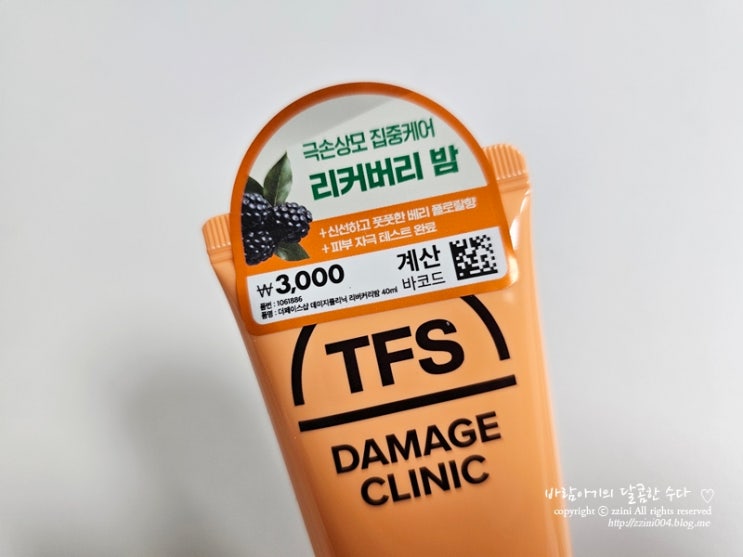 극손상모 집중케어
리커버리 밤
+ 신선하고 풋풋한 베리 플로랄향
+ 피부 자극 테스트 완료
₩3,000
계산
바코드
품번 : 1061886
품명 : 더페이스샵 데미지클리닉 리버커리밤 40ml
TFS
DAMAGE
CLINIC
바람아기의 달콤한 수다 ♡
copyright ⓒ zzini All rights reserved
http://zzini004.blog.me